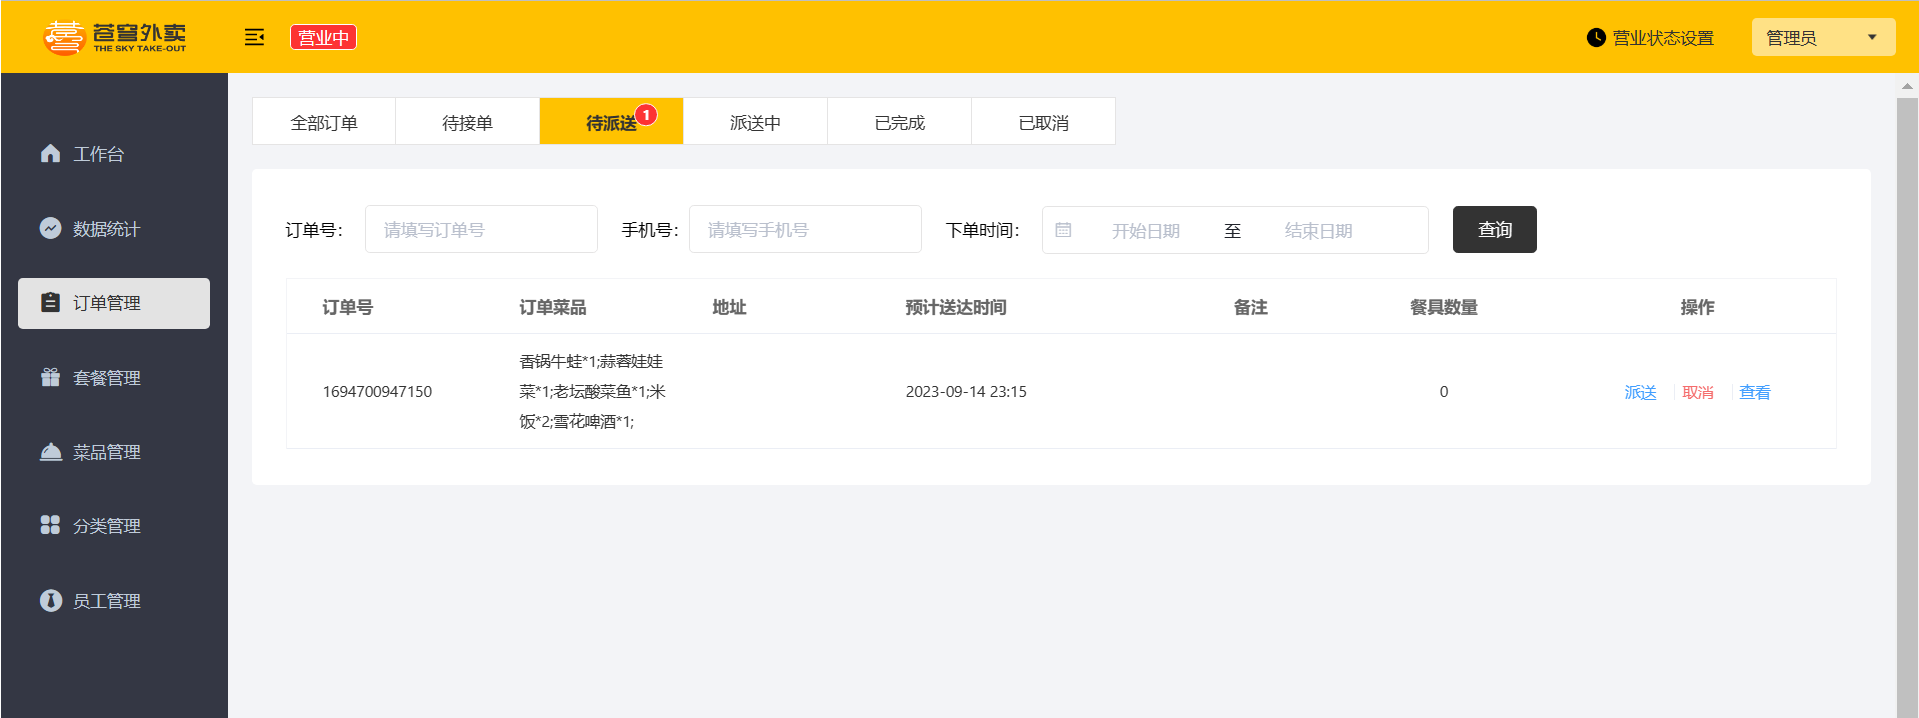 苍穹外卖
THE SKY TAKE-OUT
营业中
营业状态设置
管理员
工作台
数据统计
订单管理
套餐管理
菜品管理
分类管理
员工管理
全部订单 待接单 待派送 1 派送中 已完成 已取消
订单号： 请填写订单号 手机号： 请填写手机号 下单时间： 开始日期 至 结束日期 查询
订单号 订单菜品 地址 预计送达时间 备注 餐具数量 操作
香锅牛蛙*1;蒜蓉娃娃
1694700947150 菜*1;老坛酸菜鱼*1;米 2023-09-14 23:15 0 派送 取消 查看
饭*2;雪花啤酒*1;